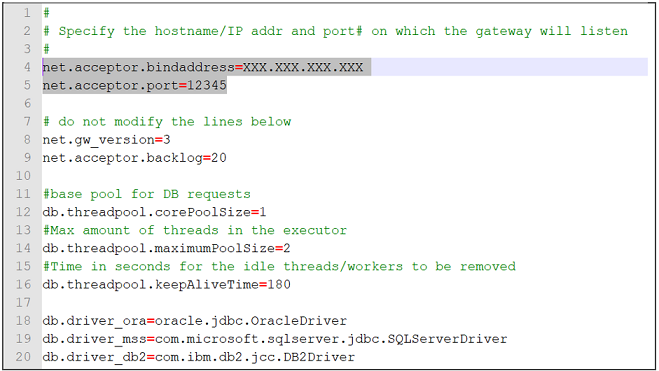 1 #
2 # Specify the hostname/IP addr and port# on which the gateway will listen
3 #
4 net.acceptor.bindaddress=XXX.XXX.XXX.XXX
5 net.acceptor.port=12345
6
7 # do not modify the lines below
8 net.gw_version=3
9 net.acceptor.backlog=20
10
11 #base pool for DB requests
12 db.threadpool.corePoolSize=1
13 #Max amount of threads in the executor
14 db.threadpool.maximumPoolSize=2
15 #Time in seconds for the idle threads/workers to be removed
16 db.threadpool.keepAliveTime=180
17
18 db.driver_ora=oracle.jdbc.OracleDriver
19 db.driver_mss=com.microsoft.sqlserver.jdbc.SQLServerDriver
20 db.driver_db2=com.ibm.db2.jcc.DB2Driver